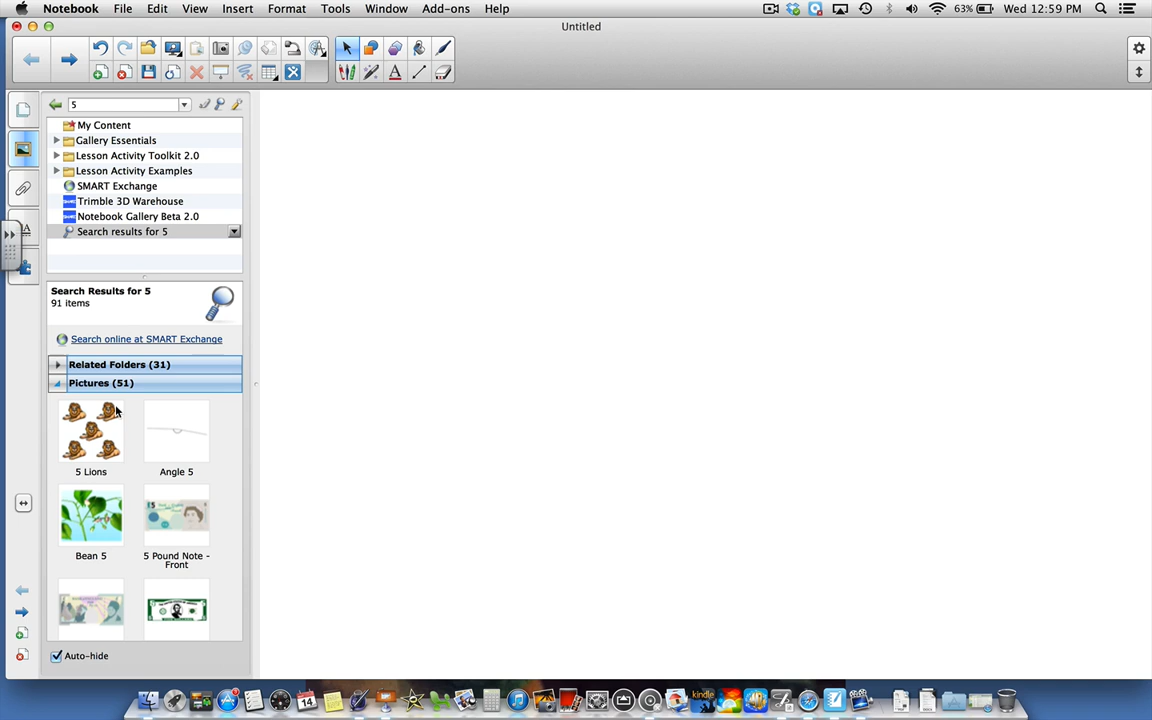 Notebook File Edit View Insert Format Tools Window Add-ons Help 63% Wed 12:59 PM
Untitled
5
My Content
Gallery Essentials
Lesson Activity Toolkit 2.0
Lesson Activity Examples
SMART Exchange
Trimble 3D Warehouse
Notebook Gallery Beta 2.0
Search results for 5
Search Results for 5
91 items
Search online at SMART Exchange
Related Folders (31)
Pictures (51)
5 Lions Angle 5
Bean 5 5 Pound Note -
Front
Auto-hide